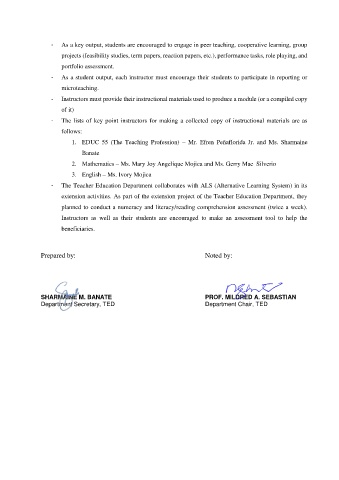 - As a key output, students are encouraged to engage in peer teaching, cooperative learning, group
projects (feasibility studies, term papers, reaction papers, etc.), performance tasks, role playing, and
portfolio assessment.
- As a student output, each instructor must encourage their students to participate in reporting or
microteaching.
- Instructors must provide their instructional materials used to produce a module (or a compiled copy
of it)
- The lists of key point instructors for making a collected copy of instructional materials are as
follows:
1. EDUC 55 (The Teaching Profession) – Mr. Efren Peñaflorida Jr. and Ms. Sharmaine
Banate
2. Mathematics – Ms. Mary Joy Angelique Mojica and Ms. Gerry Mae Silverio
3. English – Ms. Ivory Mojica
- The Teacher Education Department collaborates with ALS (Alternative Learning System) in its
extension activities. As part of the extension project of the Teacher Education Department, they
planned to conduct a numeracy and literacy/reading comprehension assessment (twice a week).
Instructors as well as their students are encouraged to make an assessment tool to help the
beneficiaries.
Prepared by: Noted by:
SHARMAINE M. BANATE PROF. MILDRED A. SEBASTIAN
Department Secretary, TED Department Chair, TED